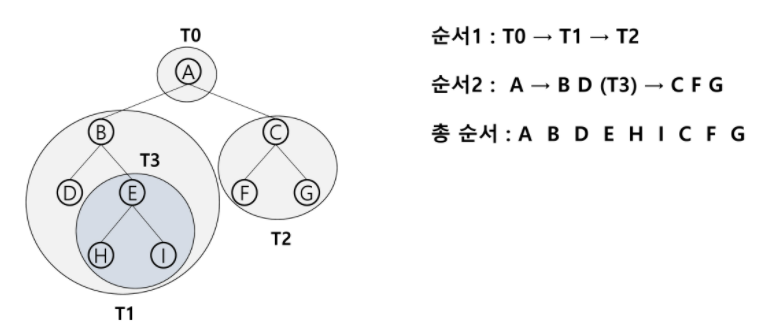 T0
A
B
C
T3
D
E
F
G
H
I
T2
T1
순서1 : T0 → T1 → T2
순서2 : A → B D (T3) → C F G
총 순서 : A B D E H I C F G